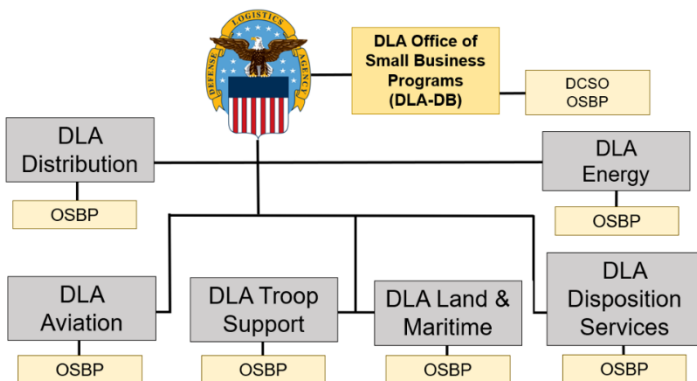 DEFENSE LOGISTICS AGENCY
DLA Office of
Small Business
Programs
(DLA-DB)
DCSO
OSBP
DLA
Distribution
OSBP
DLA
Energy
OSBP
DLA
Aviation
OSBP
DLA Troop
Support
OSBP
DLA Land &
Maritime
OSBP
DLA
Disposition
Services
OSBP